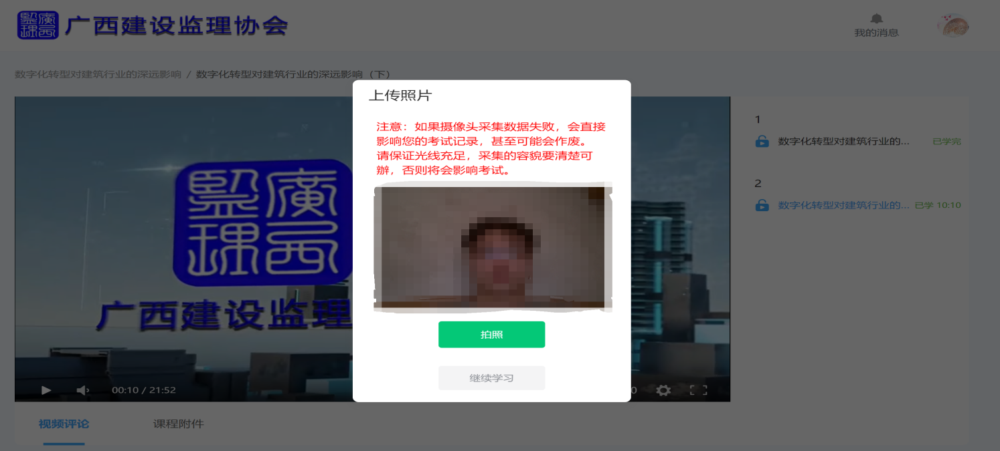 广西建设监理协会
我的消息
数字化转型对建筑行业的深远影响 / 数字化转型对建筑行业的深远影响（下）
上传照片
注意：如果摄像头采集数据失败，会直接
影响您的考试记录，甚至可能会作废。
请保证光线充足，采集的容貌要清楚可
辦，否则将会影响考试。
拍照
继续学习
監廣
理西
广西建设监理
00:10 / 21:52
1
数字化转型对建筑行业的... 已学完
2
数字化转型对建筑行业的... 已学 10:10
视频评论
课程附件